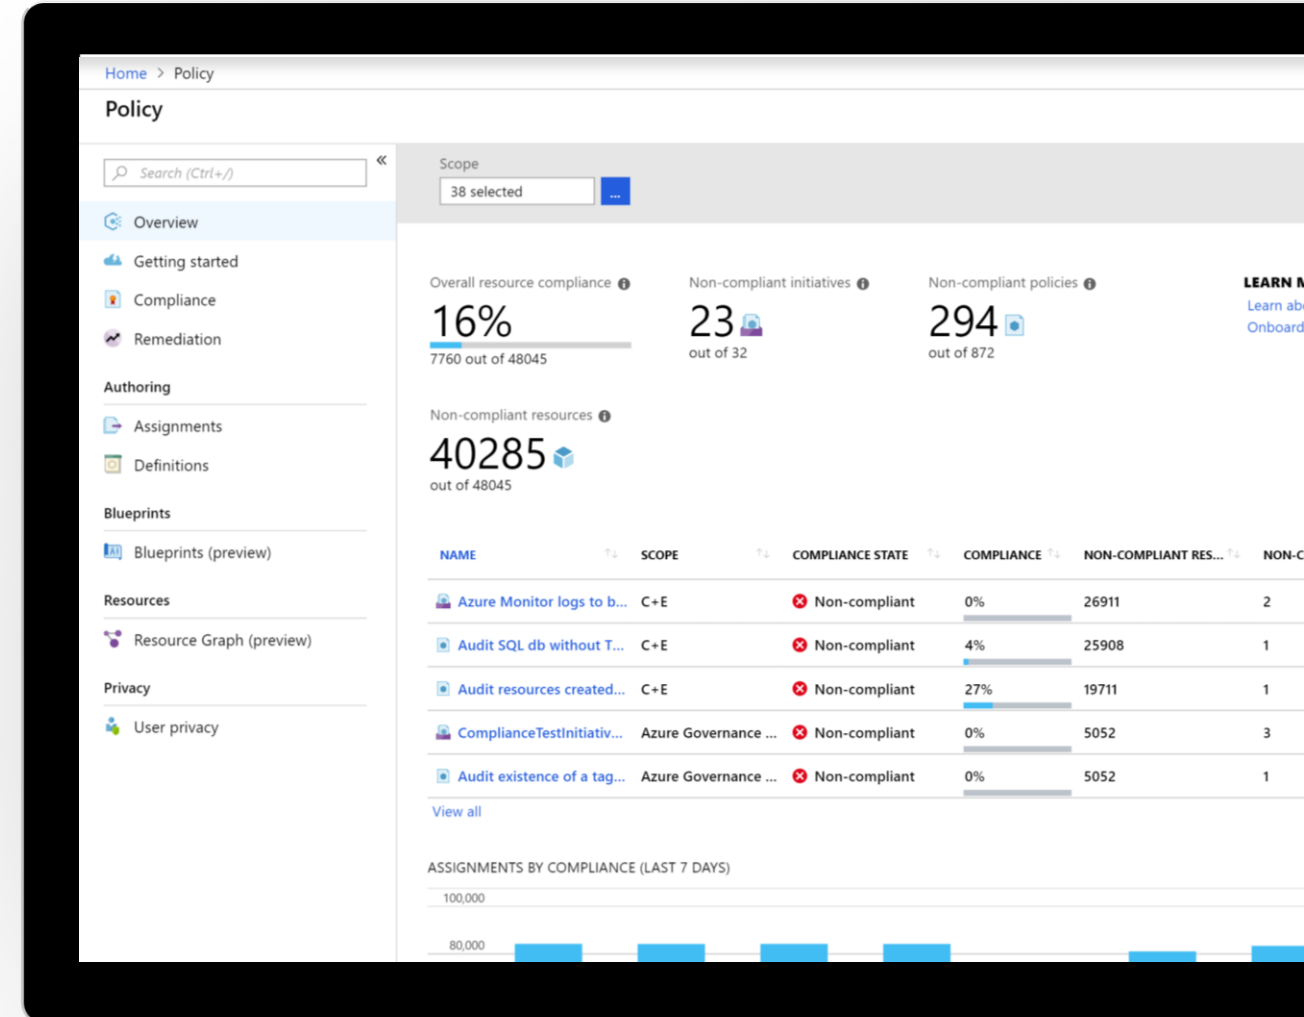 Home > Policy
Policy
Search (Ctrl+/)
«
Overview
Getting started
Compliance
Remediation
Authoring
Assignments
Definitions
Blueprints
Blueprints (preview)
Resources
Resource Graph (preview)
Privacy
User privacy
Scope
38 selected
...
Overall resource compliance
16%
7760 out of 48045
Non-compliant initiatives
23
out of 32
Non-compliant policies
294
out of 872
LEARN M
Learn abo
Onboard
Non-compliant resources
40285
out of 48045
NAME SCOPE COMPLIANCE STATE COMPLIANCE NON-COMPLIANT RES... NON-C
Azure Monitor logs to b... C+E Non-compliant 0% 26911 2
Audit SQL db without T... C+E Non-compliant 4% 25908 1
Audit resources created... C+E Non-compliant 27% 19711 1
ComplianceTestInitiativ... Azure Governance ... Non-compliant 0% 5052 3
Audit existence of a tag... Azure Governance ... Non-compliant 0% 5052 1
View all
ASSIGNMENTS BY COMPLIANCE (LAST 7 DAYS)
100,000
80,000